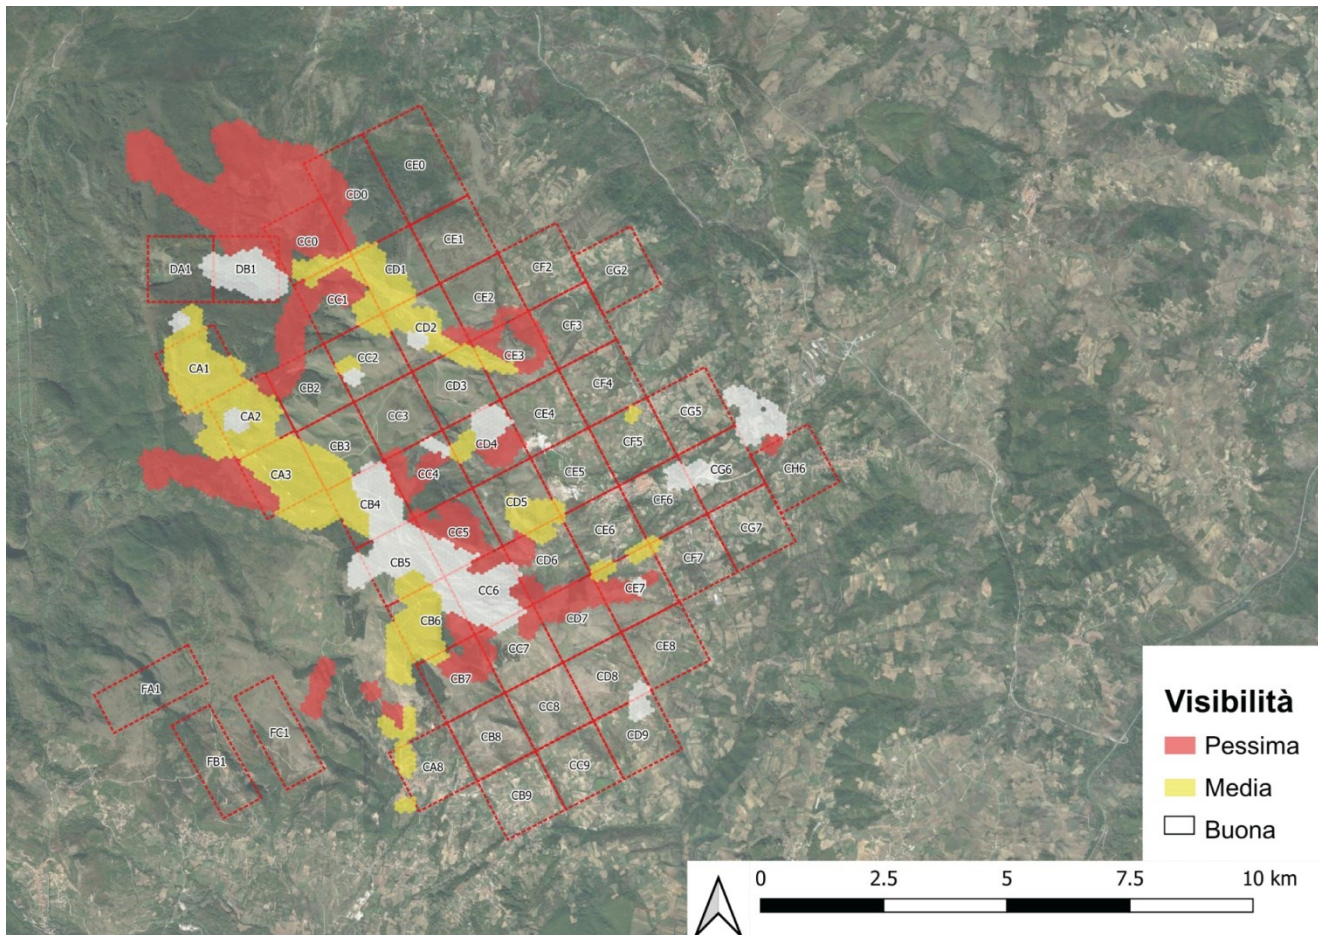 CE0
CD0
CC0
CE1
DA1
DB1
CD1
CF2
CG2
CC1
CE2
CD2
CF3
CC2
CE3
CA1
CB2
CD3
CF4
CA2
CC3
CE4
CG5
CB3
CD4
CF5
CA3
CC4
CE5
CG6
CH6
CB4
CD5
CF6
CC5
CE6
CG7
CB5
CD6
CF7
CC6
CE7
CB6
CD7
CC7
CE8
CB7
CD8
FA1
CC8
FC1
CB8
CD9
FB1
CA8
CC9
CB9
Visibilità
Pessima
Media
Buona
0 2.5 5 7.5 10 km